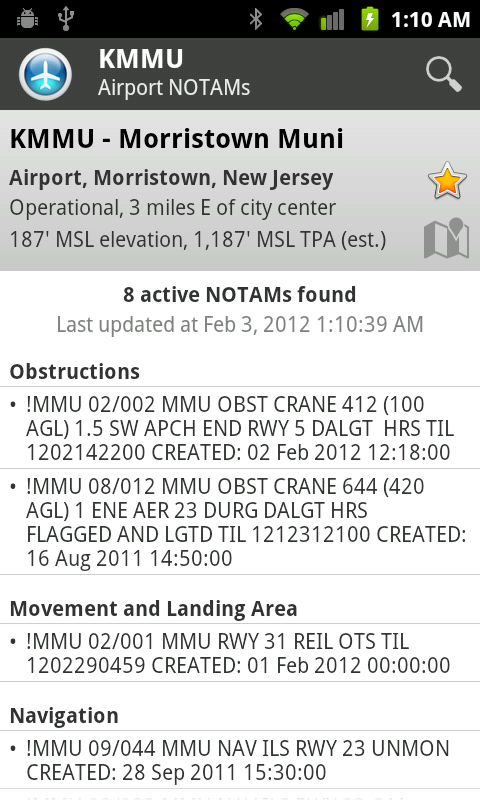 1:10 AM
KMMU
Airport NOTAMs
KMMU - Morristown Muni
Airport, Morristown, New Jersey
Operational, 3 miles E of city center
187' MSL elevation, 1,187' MSL TPA (est.)
8 active NOTAMs found
Last updated at Feb 3, 2012 1:10:39 AM
Obstructions
• !MMU 02/002 MMU OBST CRANE 412 (100
AGL) 1.5 SW APCH END RWY 5 DALGT  HRS TIL
1202142200 CREATED: 02 Feb 2012 12:18:00
• !MMU 08/012 MMU OBST CRANE 644 (420
AGL) 1 ENE AER 23 DURG DALGT HRS
FLAGGED AND LGTD TIL 1212312100 CREATED:
16 Aug 2011 14:50:00
Movement and Landing Area
• !MMU 02/001 MMU RWY 31 REIL OTS TIL
1202290459 CREATED: 01 Feb 2012 00:00:00
Navigation
• !MMU 09/044 MMU NAV ILS RWY 23 UNMON
CREATED: 28 Sep 2011 15:30:00